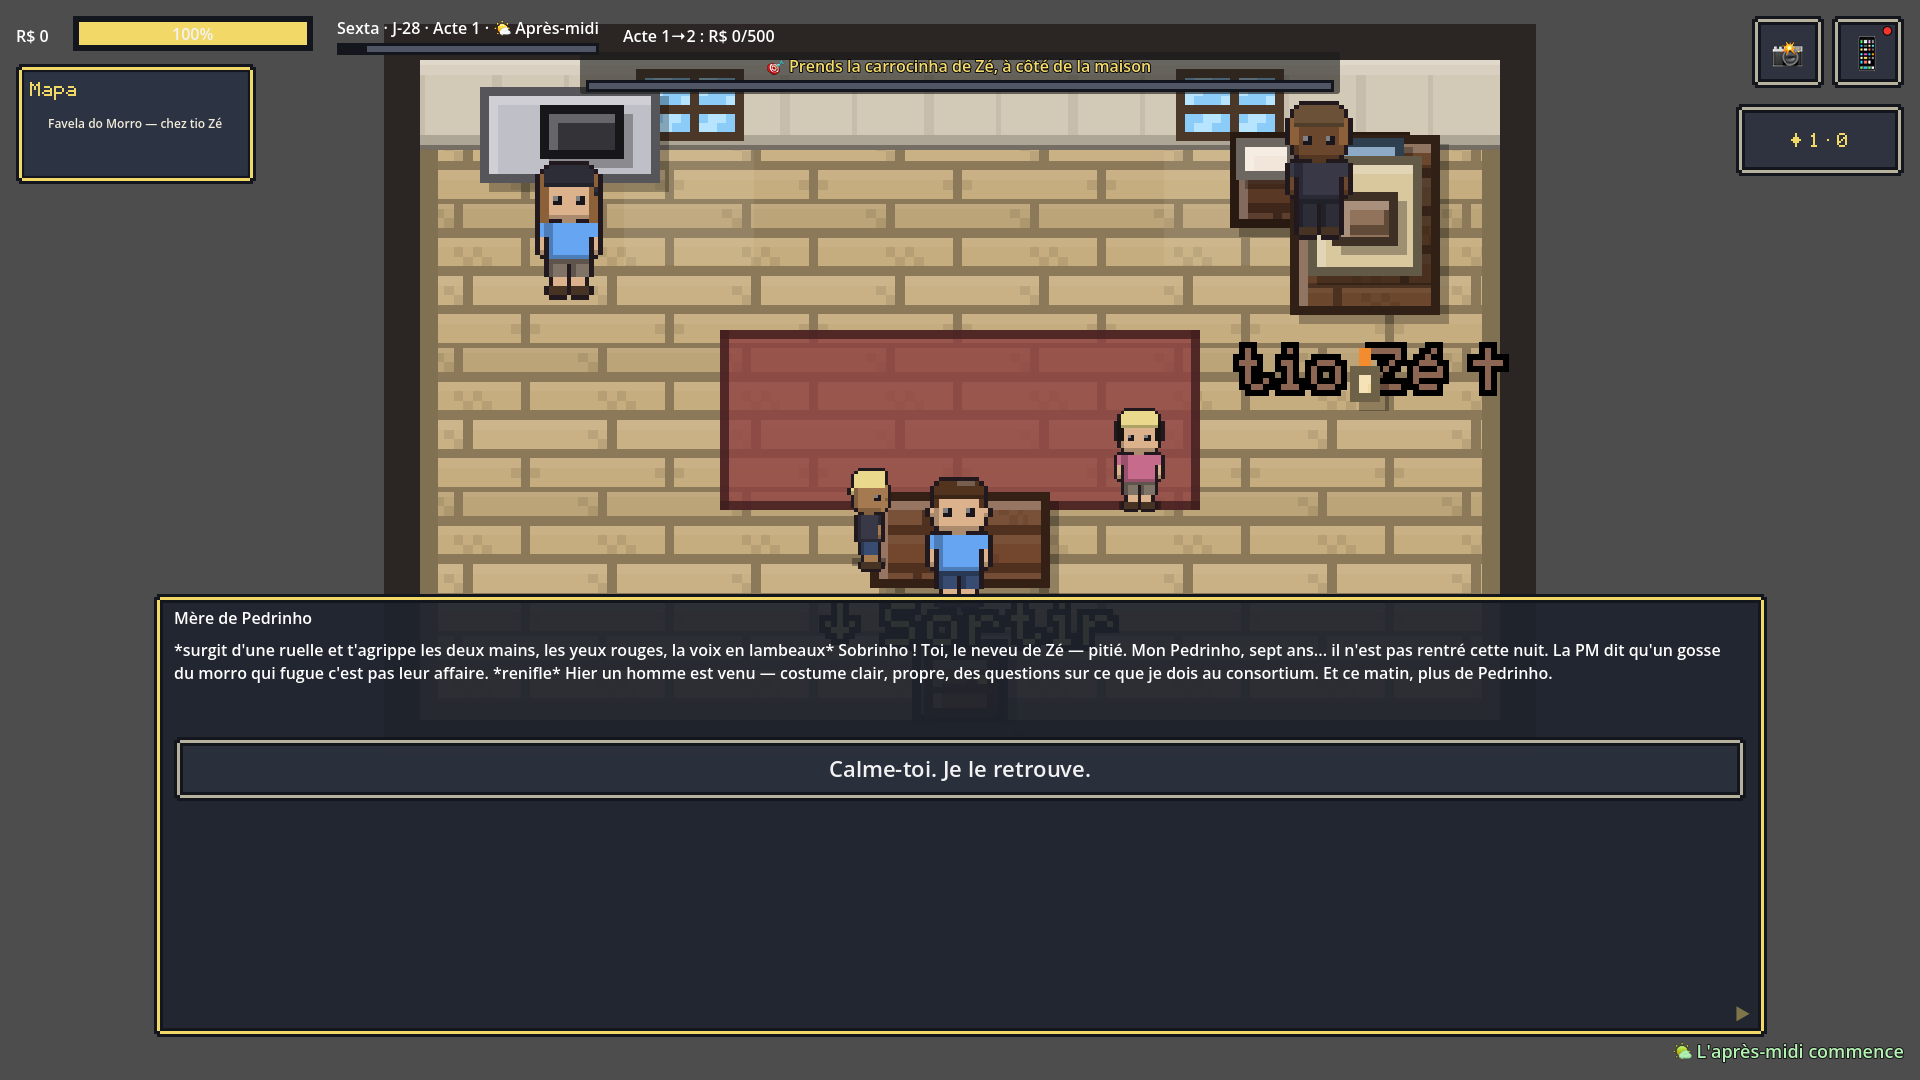 R$ 0
100%
Sexta · J-28 · Acte 1 · Après-midi
Acte 1→2 : R$ 0/500
Prends la carrocinha de Zé, à côté de la maison
Mapa
Favela do Morro — chez tio Zé
1 · 0
tio Zé †
↓ Sortir
Mère de Pedrinho
*surgit d'une ruelle et t'agrippe les deux mains, les yeux rouges, la voix en lambeaux* Sobrinho ! Toi, le neveu de Zé — pitié. Mon Pedrinho, sept ans... il n'est pas rentré cette nuit. La PM dit qu'un gosse
du morro qui fugue c'est pas leur affaire. *renifle* Hier un homme est venu — costume clair, propre, des questions sur ce que je dois au consortium. Et ce matin, plus de Pedrinho.
Calme-toi. Je le retrouve.
L'après-midi commence